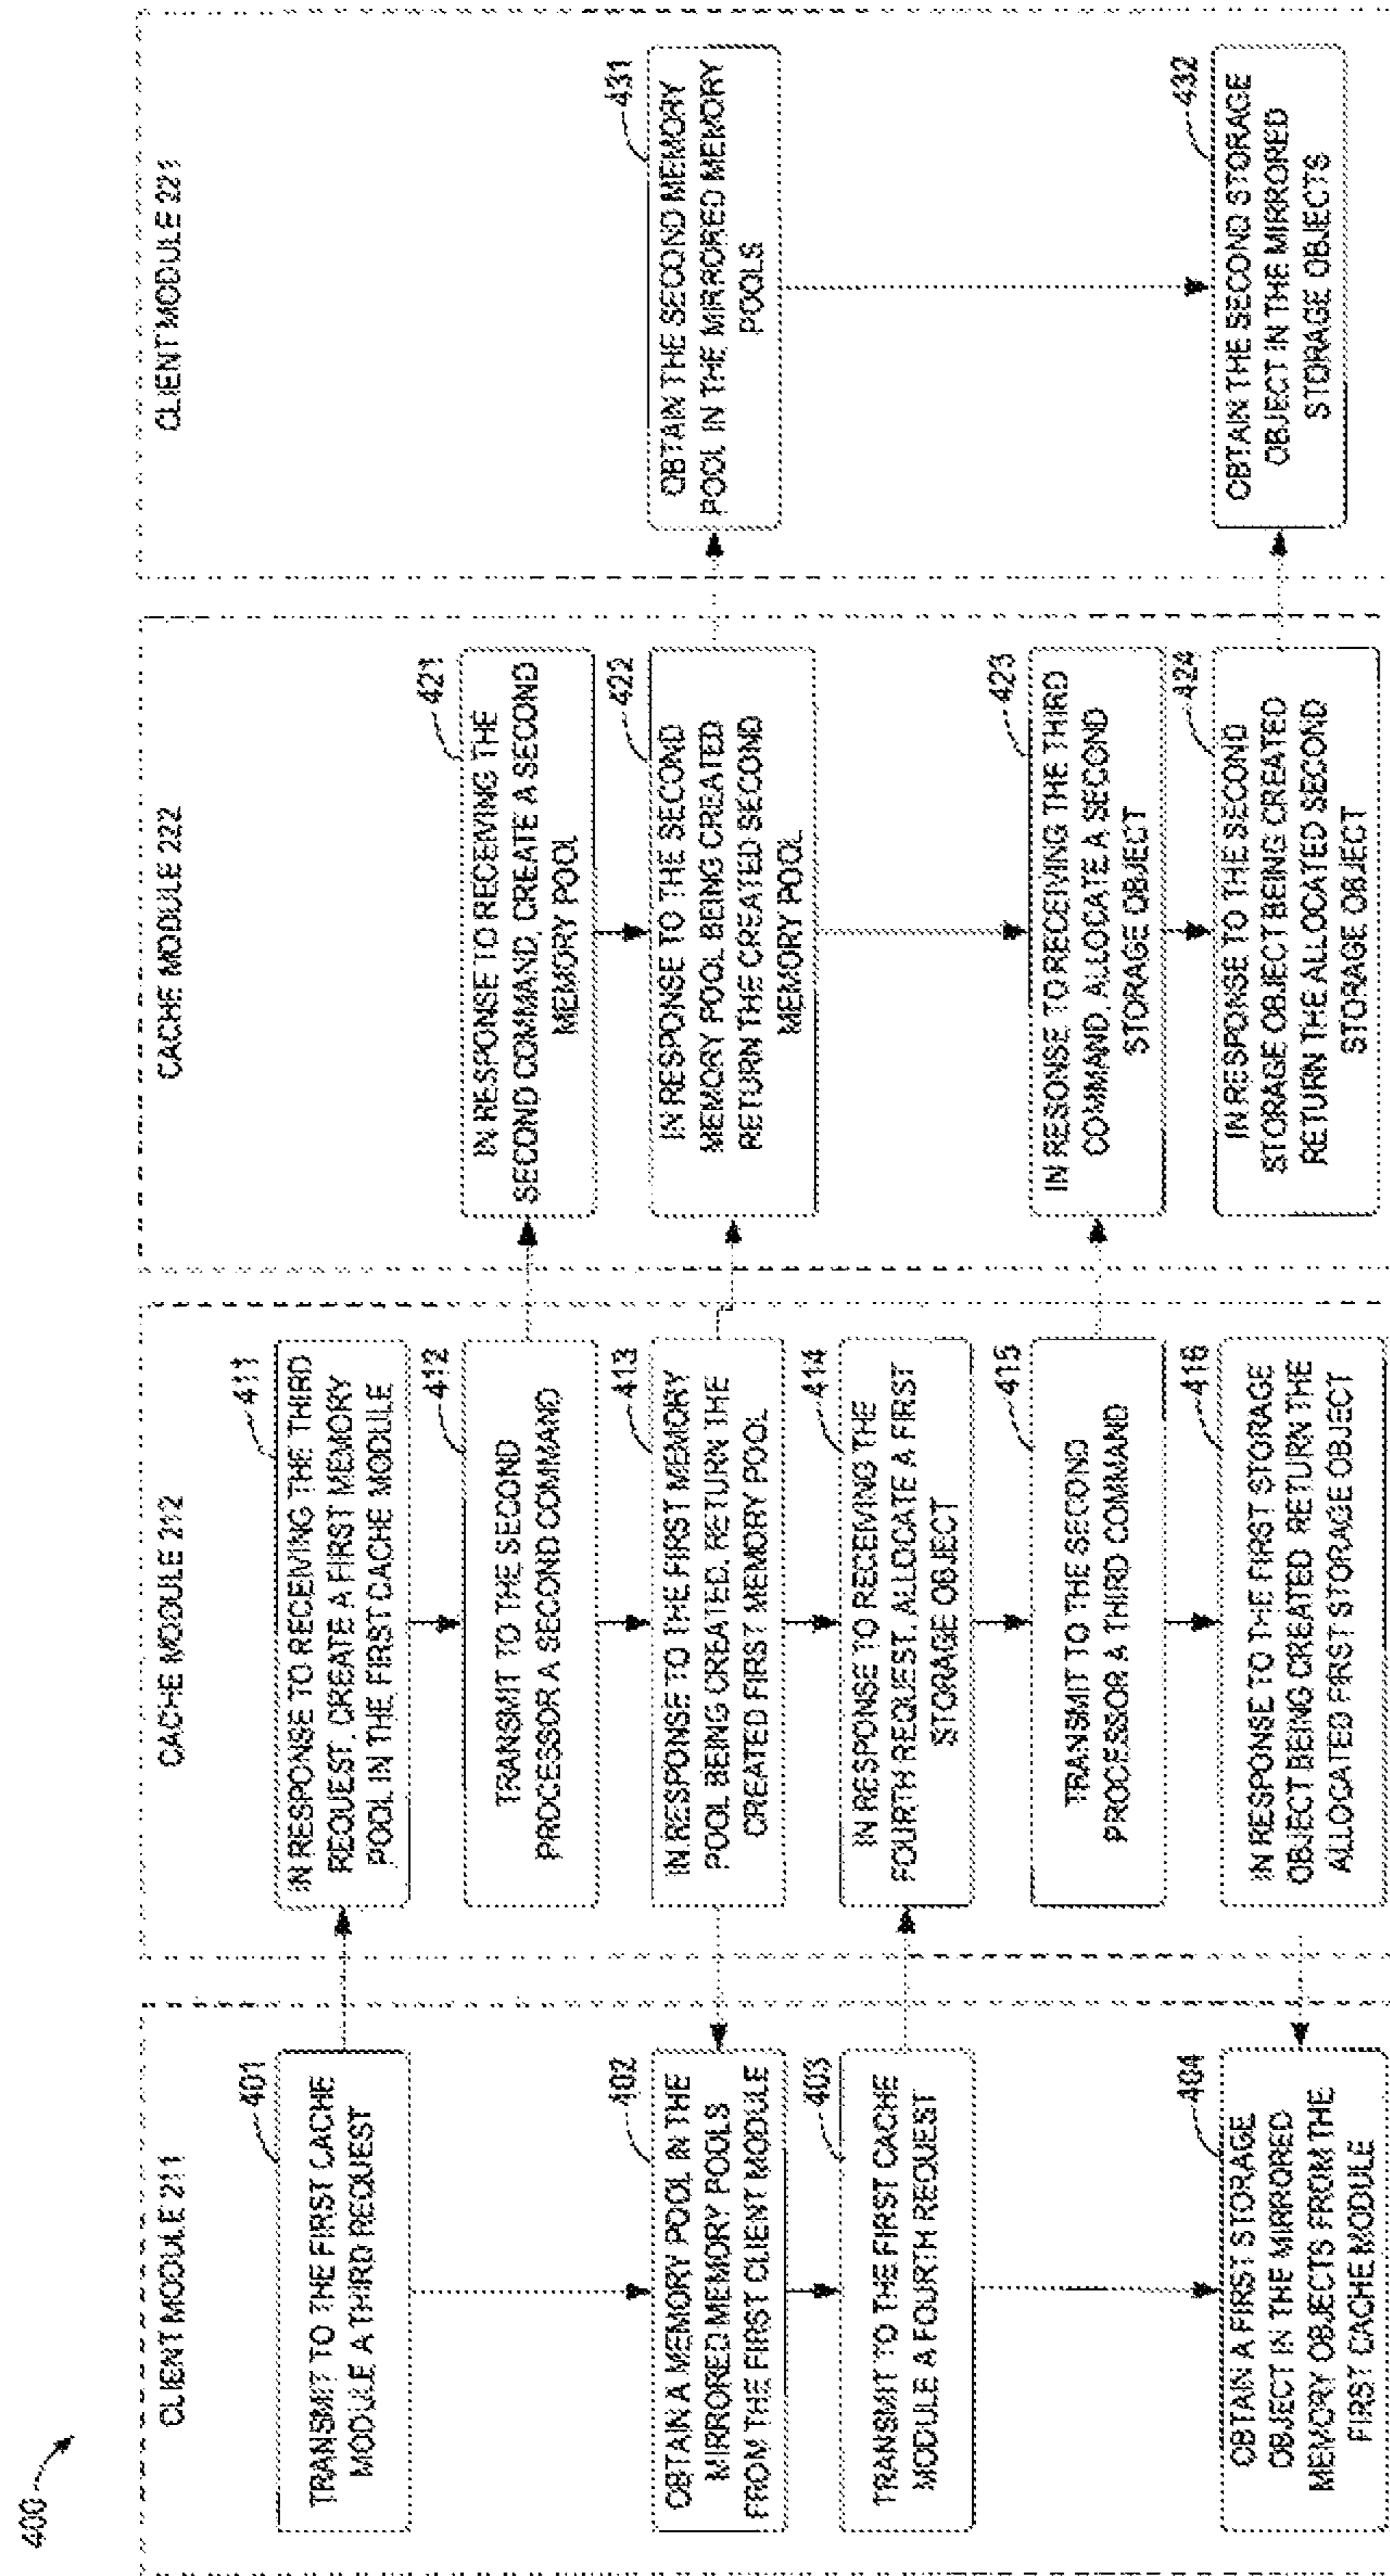 400
CLIENT MODULE 211
401
TRANSMIT TO THE FIRST CACHE
MODULE A THIRD REQUEST
402
OBTAIN A MEMORY POOL IN THE
MIRRORED MEMORY POOLS
FROM THE FIRST CLIENT MODULE
403
TRANSMIT TO THE FIRST CACHE
MODULE A FOURTH REQUEST
404
OBTAIN A FIRST STORAGE
OBJECT IN THE MIRRORED
MEMORY OBJECTS FROM THE
FIRST CACHE MODULE
CACHE MODULE 212
411
IN RESPONSE TO RECEIVING THE THIRD
REQUEST, CREATE A FIRST MEMORY
POOL IN THE FIRST CACHE MODULE
412
TRANSMIT TO THE SECOND
PROCESSOR A SECOND COMMAND
413
IN RESPONSE TO THE FIRST MEMORY
POOL BEING CREATED, RETURN THE
CREATED FIRST MEMORY POOL
414
IN RESPONSE TO RECEIVING THE
FOURTH REQUEST, ALLOCATE A FIRST
STORAGE OBJECT
415
TRANSMIT TO THE SECOND
PROCESSOR A THIRD COMMAND
416
IN RESPONSE TO THE FIRST STORAGE
OBJECT BEING CREATED RETURN THE
ALLOCATED FIRST STORAGE OBJECT
CACHE MODULE 222
421
IN RESPONSE TO RECEIVING THE
SECOND COMMAND, CREATE A SECOND
MEMORY POOL
422
IN RESPONSE TO THE SECOND
MEMORY POOL BEING CREATED
RETURN THE CREATED SECOND
MEMORY POOL
423
IN RESONSE TO RECEIVING THE THIRD
COMMAND, ALLOCATE A SECOND
STORAGE OBJECT
424
IN RESPONSE TO THE SECOND
STORAGE OBJECT BEING CREATED
RETURN THE ALLOCATED SECOND
STORAGE OBJECT
CLIENT MODULE 221
431
OBTAIN THE SECOND MEMORY
POOL IN THE MIRRORED MEMORY
POOLS
432
OBTAIN THE SECOND STORAGE
OBJECT IN THE MIRRORED
STORAGE OBJECTS